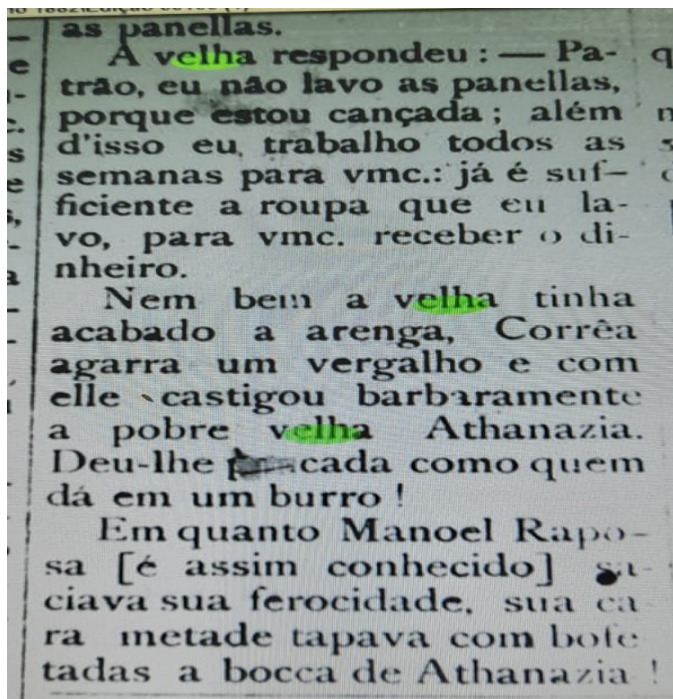 as panellas.
A velha respondeu : — Pa-
trão, eu não lavo as panellas,
porque estou cançada ; além
d'isso eu trabalho todos as
semanas para vmc.: já é suf-
ficiente a roupa que eu la-
vo, para vmc. receber o di-
nheiro.
Nem bem a velha tinha
acabado a arenga, Corrêa
agarra um vergalho e com
elle castigou barbaramente
a pobre velha Athanazia.
Deu-lhe como quem
dá em um burro !
Em quanto Manoel Rapo-
sa [é assim conhecido] sa-
ciava sua ferocidade, sua ca-
ra metade tapava com bofe
tadas a bocca de Athanazia !